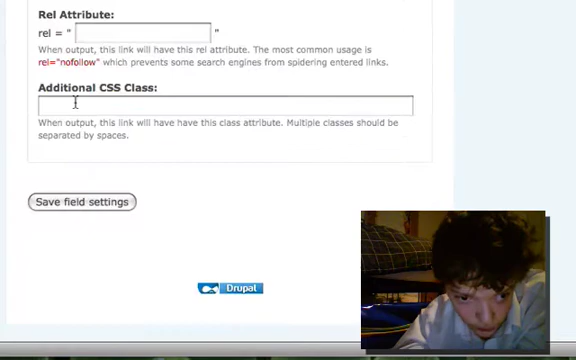 Rel Attribute:
rel = " "
When output, this link will have this rel attribute. The most common usage is
rel="nofollow" which prevents some search engines from spidering entered links.
Additional CSS Class:
When output, this link will have have this class attribute. Multiple classes should be
separated by spaces.
Save field settings
Drupal